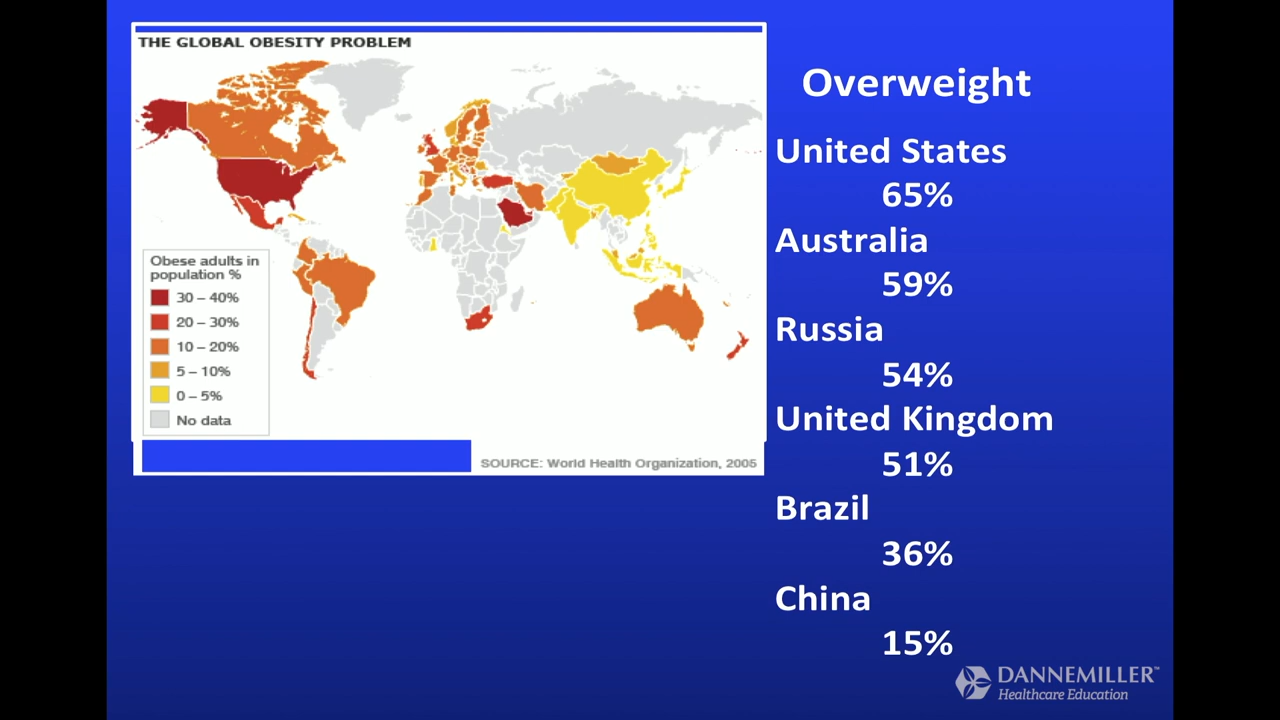 THE GLOBAL OBESITY PROBLEM
Obese adults in
population %
30 – 40%
20 – 30%
10 – 20%
5 – 10%
0 – 5%
No data
SOURCE: World Health Organization, 2005
Overweight
United States
65%
Australia
59%
Russia
54%
United Kingdom
51%
Brazil
36%
China
15%
DANNEMILLER™
Healthcare Education